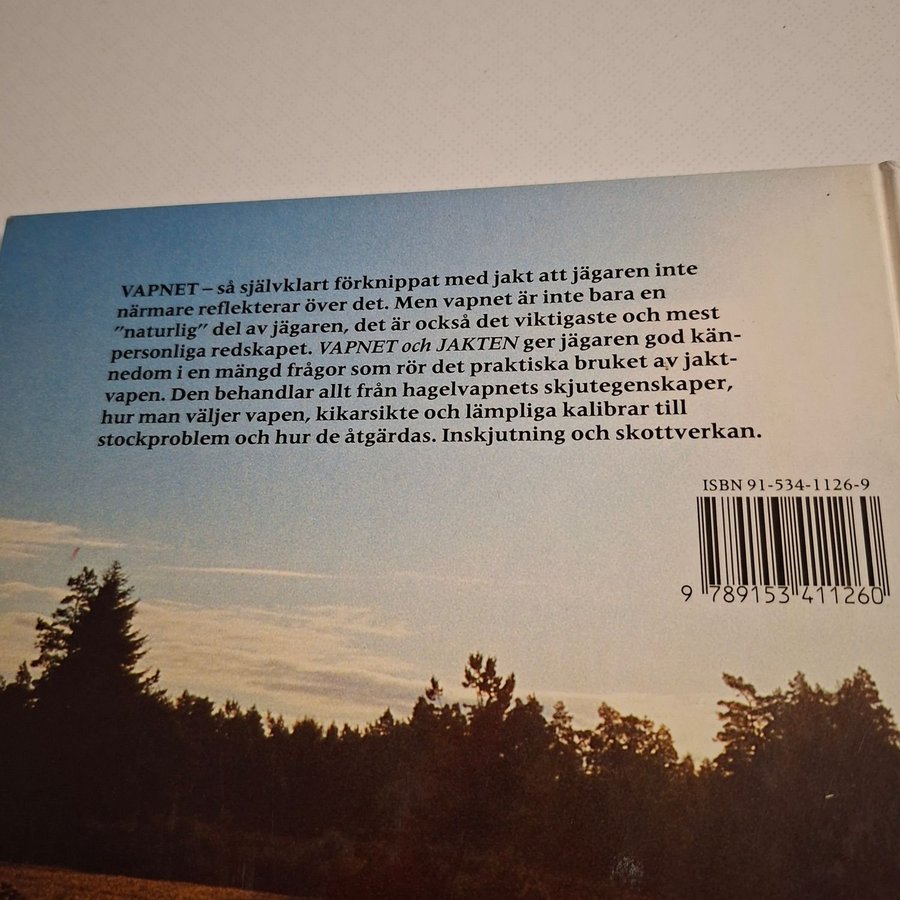 VAPNET – så självklart förknippat med jakt att jägaren inte
närmare reflekterar över det. Men vapnet är inte bara en
"naturlig" del av jägaren, det är också det viktigaste och mest
personliga redskapet. VAPNET och JAKTEN ger jägaren god kän-
nedom i en mängd frågor som rör det praktiska bruket av jakt-
vapen. Den behandlar allt från hagelvapnets skjutegenskaper,
hur man väljer vapen, kikarsikte och lämpliga kalibrar till
stockproblem och hur de åtgärdas. Inskjutning och skottverkan.
ISBN 91-534-1126-9
9 789153 411260